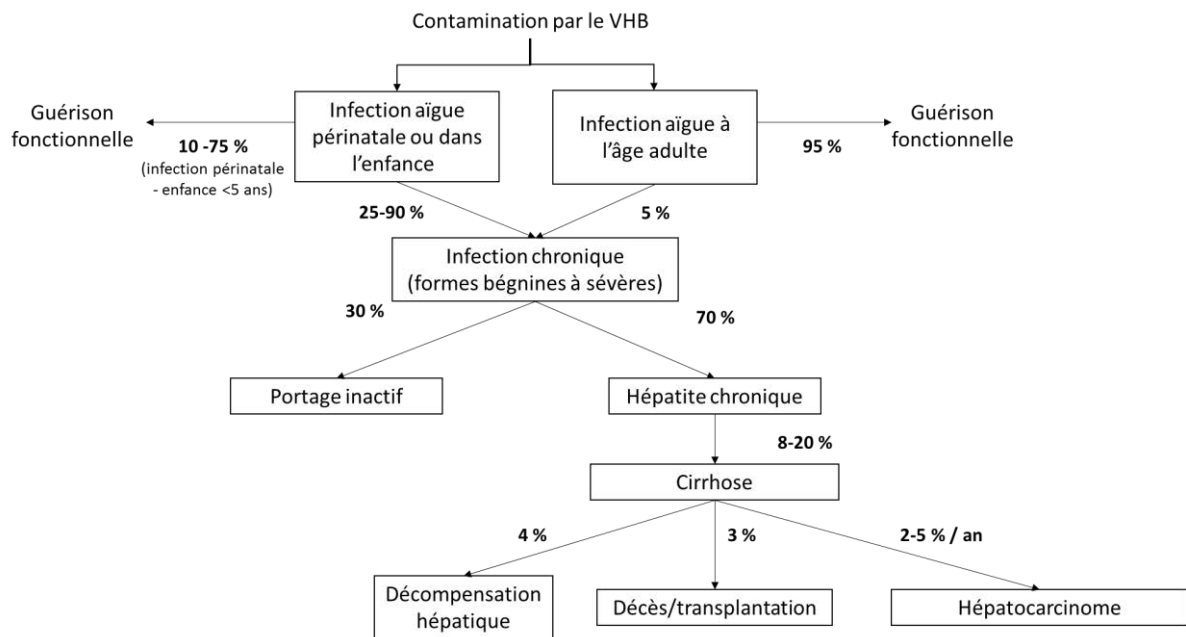 Contamination par le VHB
Guérison
fonctionnelle
10 -75 %
(infection périnatale
- enfance <5 ans)
Infection aïgue
périnatale ou dans
l’enfance
Infection aïgue à
l’âge adulte
95 %
Guérison
fonctionnelle
25-90 %
5 %
Infection chronique
(formes bégnines à sévères)
30 %
70 %
Portage inactif
Hépatite chronique
8-20 %
Cirrhose
4 %
3 %
2-5 % / an
Décompensation
hépatique
Décès/transplantation
Hépatocarcinome